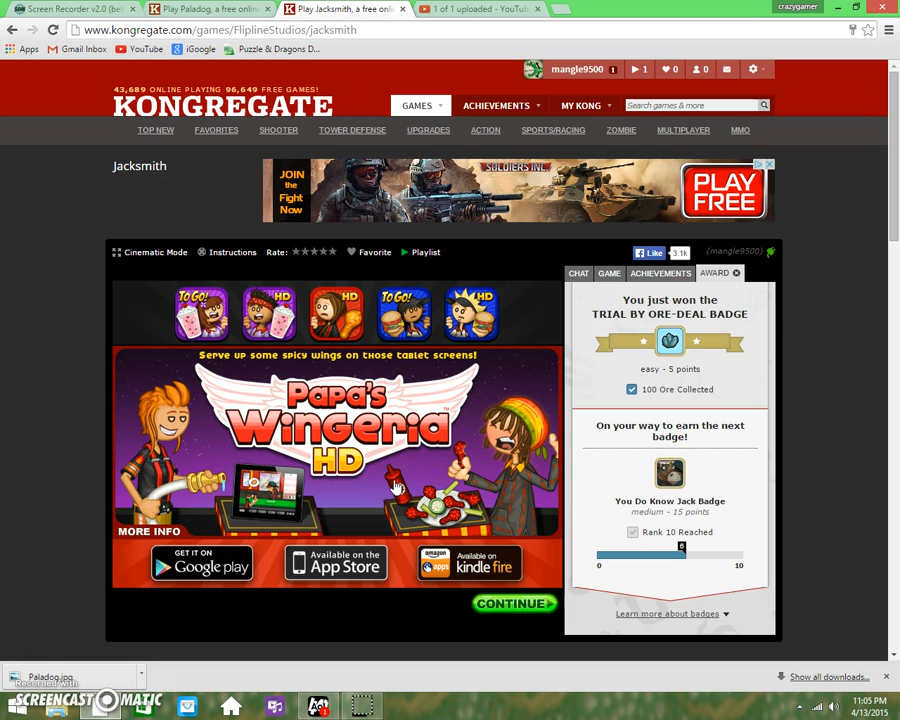 Screen Recorder v2.0 (bet
Play Paladog, a free onlin
Play Jacksmith, a free onli
1 of 1 uploaded - YouTu
crazygamer
www.kongregate.com/games/FliplineStudios/jacksmith
Apps
Gmail Inbox
YouTube
iGoogle
Puzzle & Dragons D...
mangle9500 1
1
0
0
43,689 ONLINE PLAYING 96,649 FREE GAMES!
KONGREGATE
GAMES
ACHIEVEMENTS
MY KONG
Search games & more
TOP NEW
FAVORITES
SHOOTER
TOWER DEFENSE
UPGRADES
ACTION
SPORTS/RACING
ZOMBIE
MULTIPLAYER
MMO
Jacksmith
JOIN
the
Fight
Now
SOLDIERS INC.
PLAY
FREE
Cinematic Mode
Instructions
Rate:
Favorite
Playlist
Like
3.1k
(mangle9500)
CHAT
GAME
ACHIEVEMENTS
AWARD
To Go!
HD
HD
To Go!
HD
Serve up some spicy wings on those tablet screens!
Papa's
Wingeria
HD
MORE INFO
GET IT ON
Google play
Available on the
App Store
amazon
apps
Available on
kindle fire
CONTINUE
You just won the
TRIAL BY ORE-DEAL BADGE
easy - 5 points
100 Ore Collected
On your way to earn the next
badge!
You Do Know Jack Badge
medium - 15 points
Rank 10 Reached
6
0
10
Learn more about badges
Paladog.jpg
Show all downloads...
Recorded with
SCREENCAST-O-MATIC
11:05 PM
4/13/2015